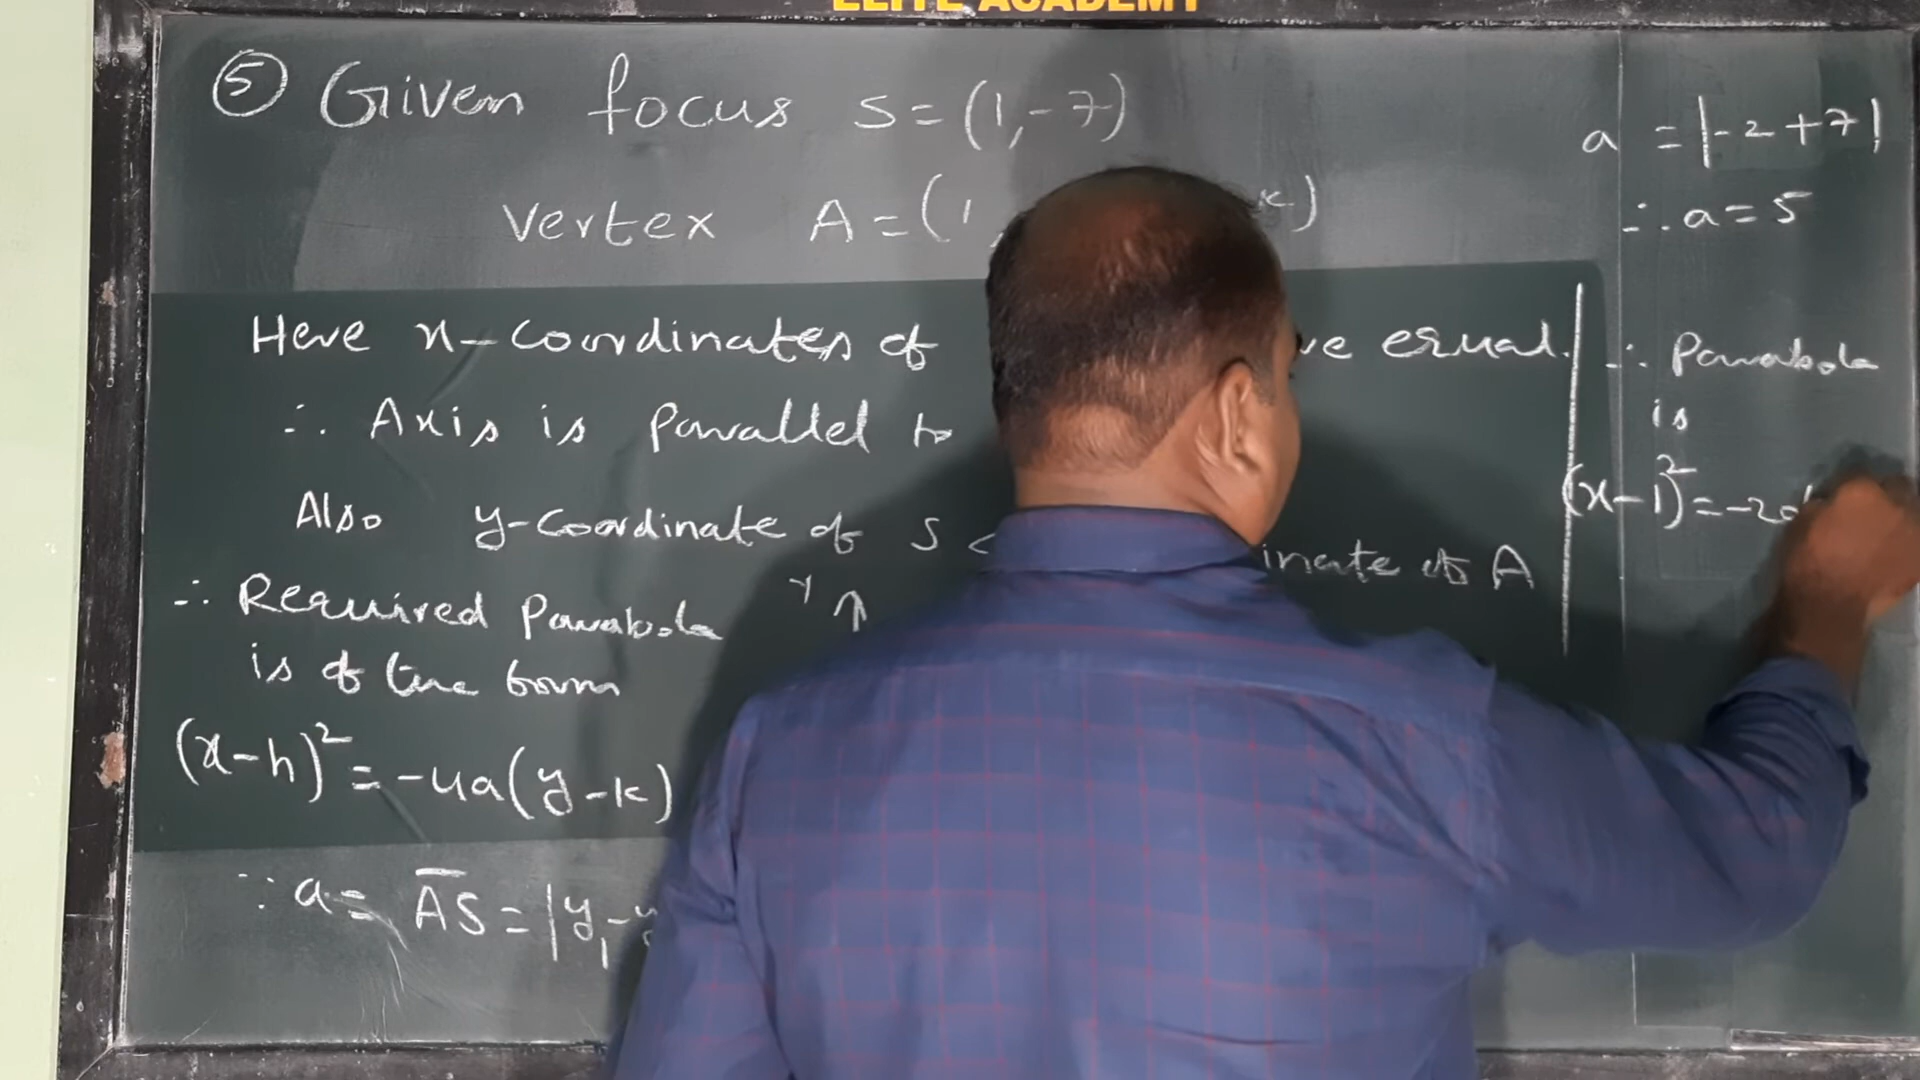 ELITE ACADEMY
⑤ Given focus S=(1,-7)
Vertex A=(1, k)
Here x-coordinates of are equal.
∴ Axis is parallel to
Also y-coordinate of S < of A
∴ Required Parabola
is of the form
(x-h)²=-4a(y-k)
∵ a = AS = |y₁-y
Y
a = |-2+7|
∴ a=5
∴ Parabola
is
(x-1)²=-20(